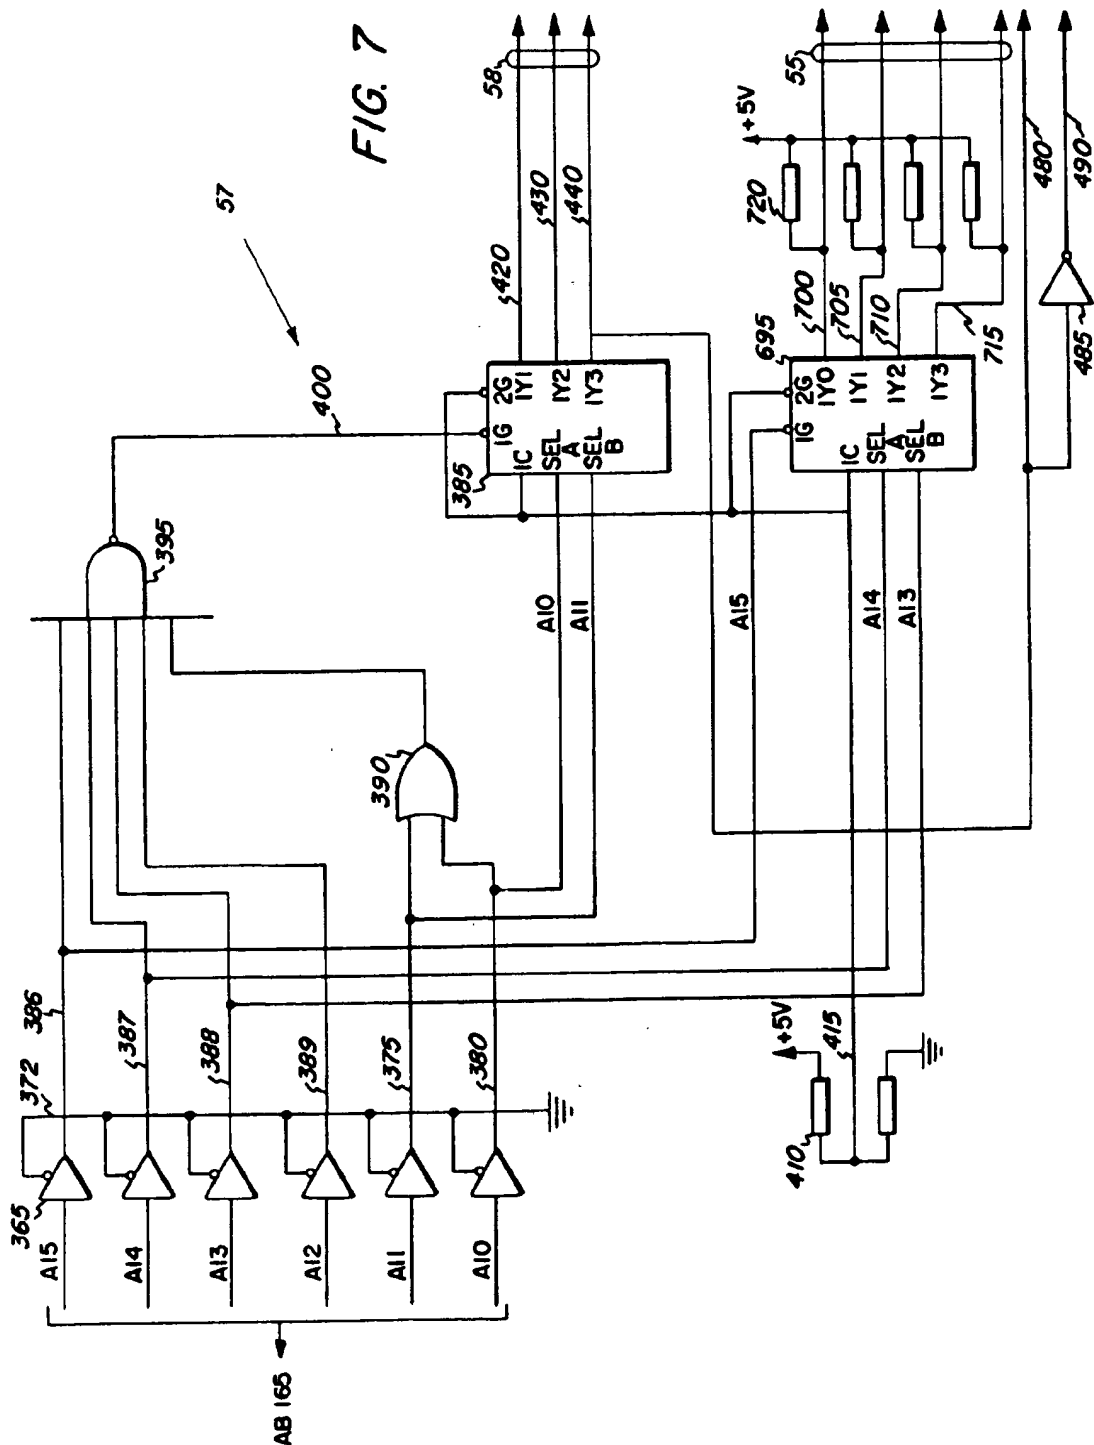 FIG. 7
57
58
420
430
440
400
385
1G
2G
1C
1Y1
SEL
A
1Y2
SEL
B
1Y3
395
390
A10
A11
A15
A14
A13
695
1G
2G
1C
1Y0
SEL
A
1Y1
1Y2
SEL
B
1Y3
700
705
710
715
720
+5V
55
480
490
485
386
387
388
389
375
380
372
365
A15
A14
A13
A12
A11
A10
AB 165
+5V
410
415